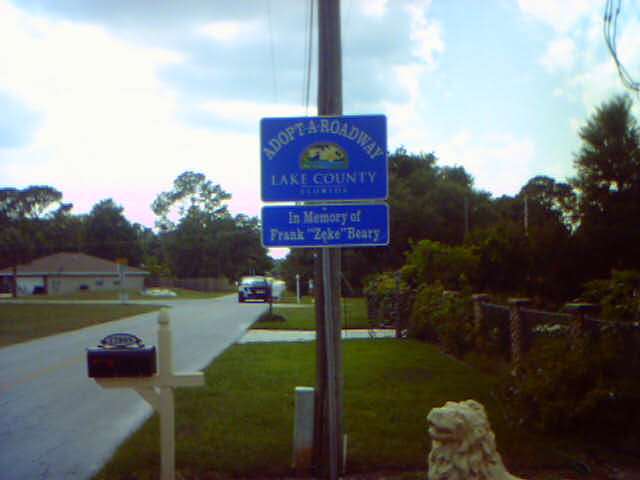 ADOPT-A-ROADWAY
LAKE COUNTY
FLORIDA
In Memory of
Frank "Zeke" Beary